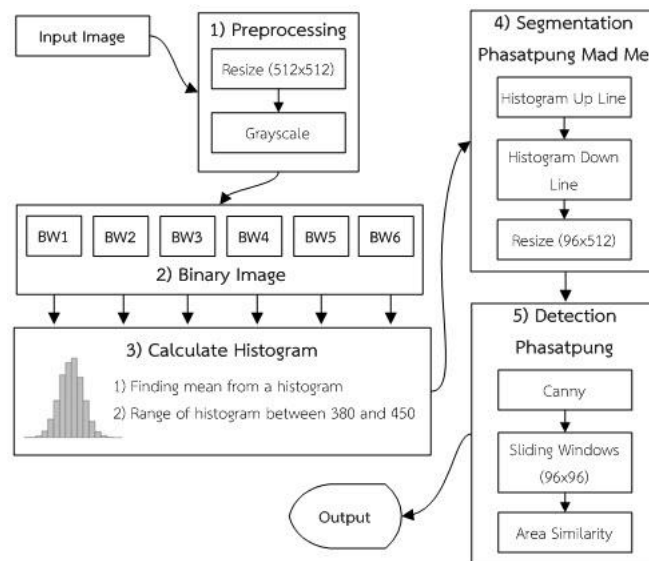 Input Image
1) Preprocessing
Resize (512x512)
Grayscale
BW1 BW2 BW3 BW4 BW5 BW6
2) Binary Image
3) Calculate Histogram
1) Finding mean from a histogram
2) Range of histogram between 380 and 450
4) Segmentation
Phasatpung Mad Mee
Histogram Up Line
Histogram Down
Line
Resize (96x512)
5) Detection
Phasatpung
Canny
Sliding Windows
(96x96)
Area Similarity
Output